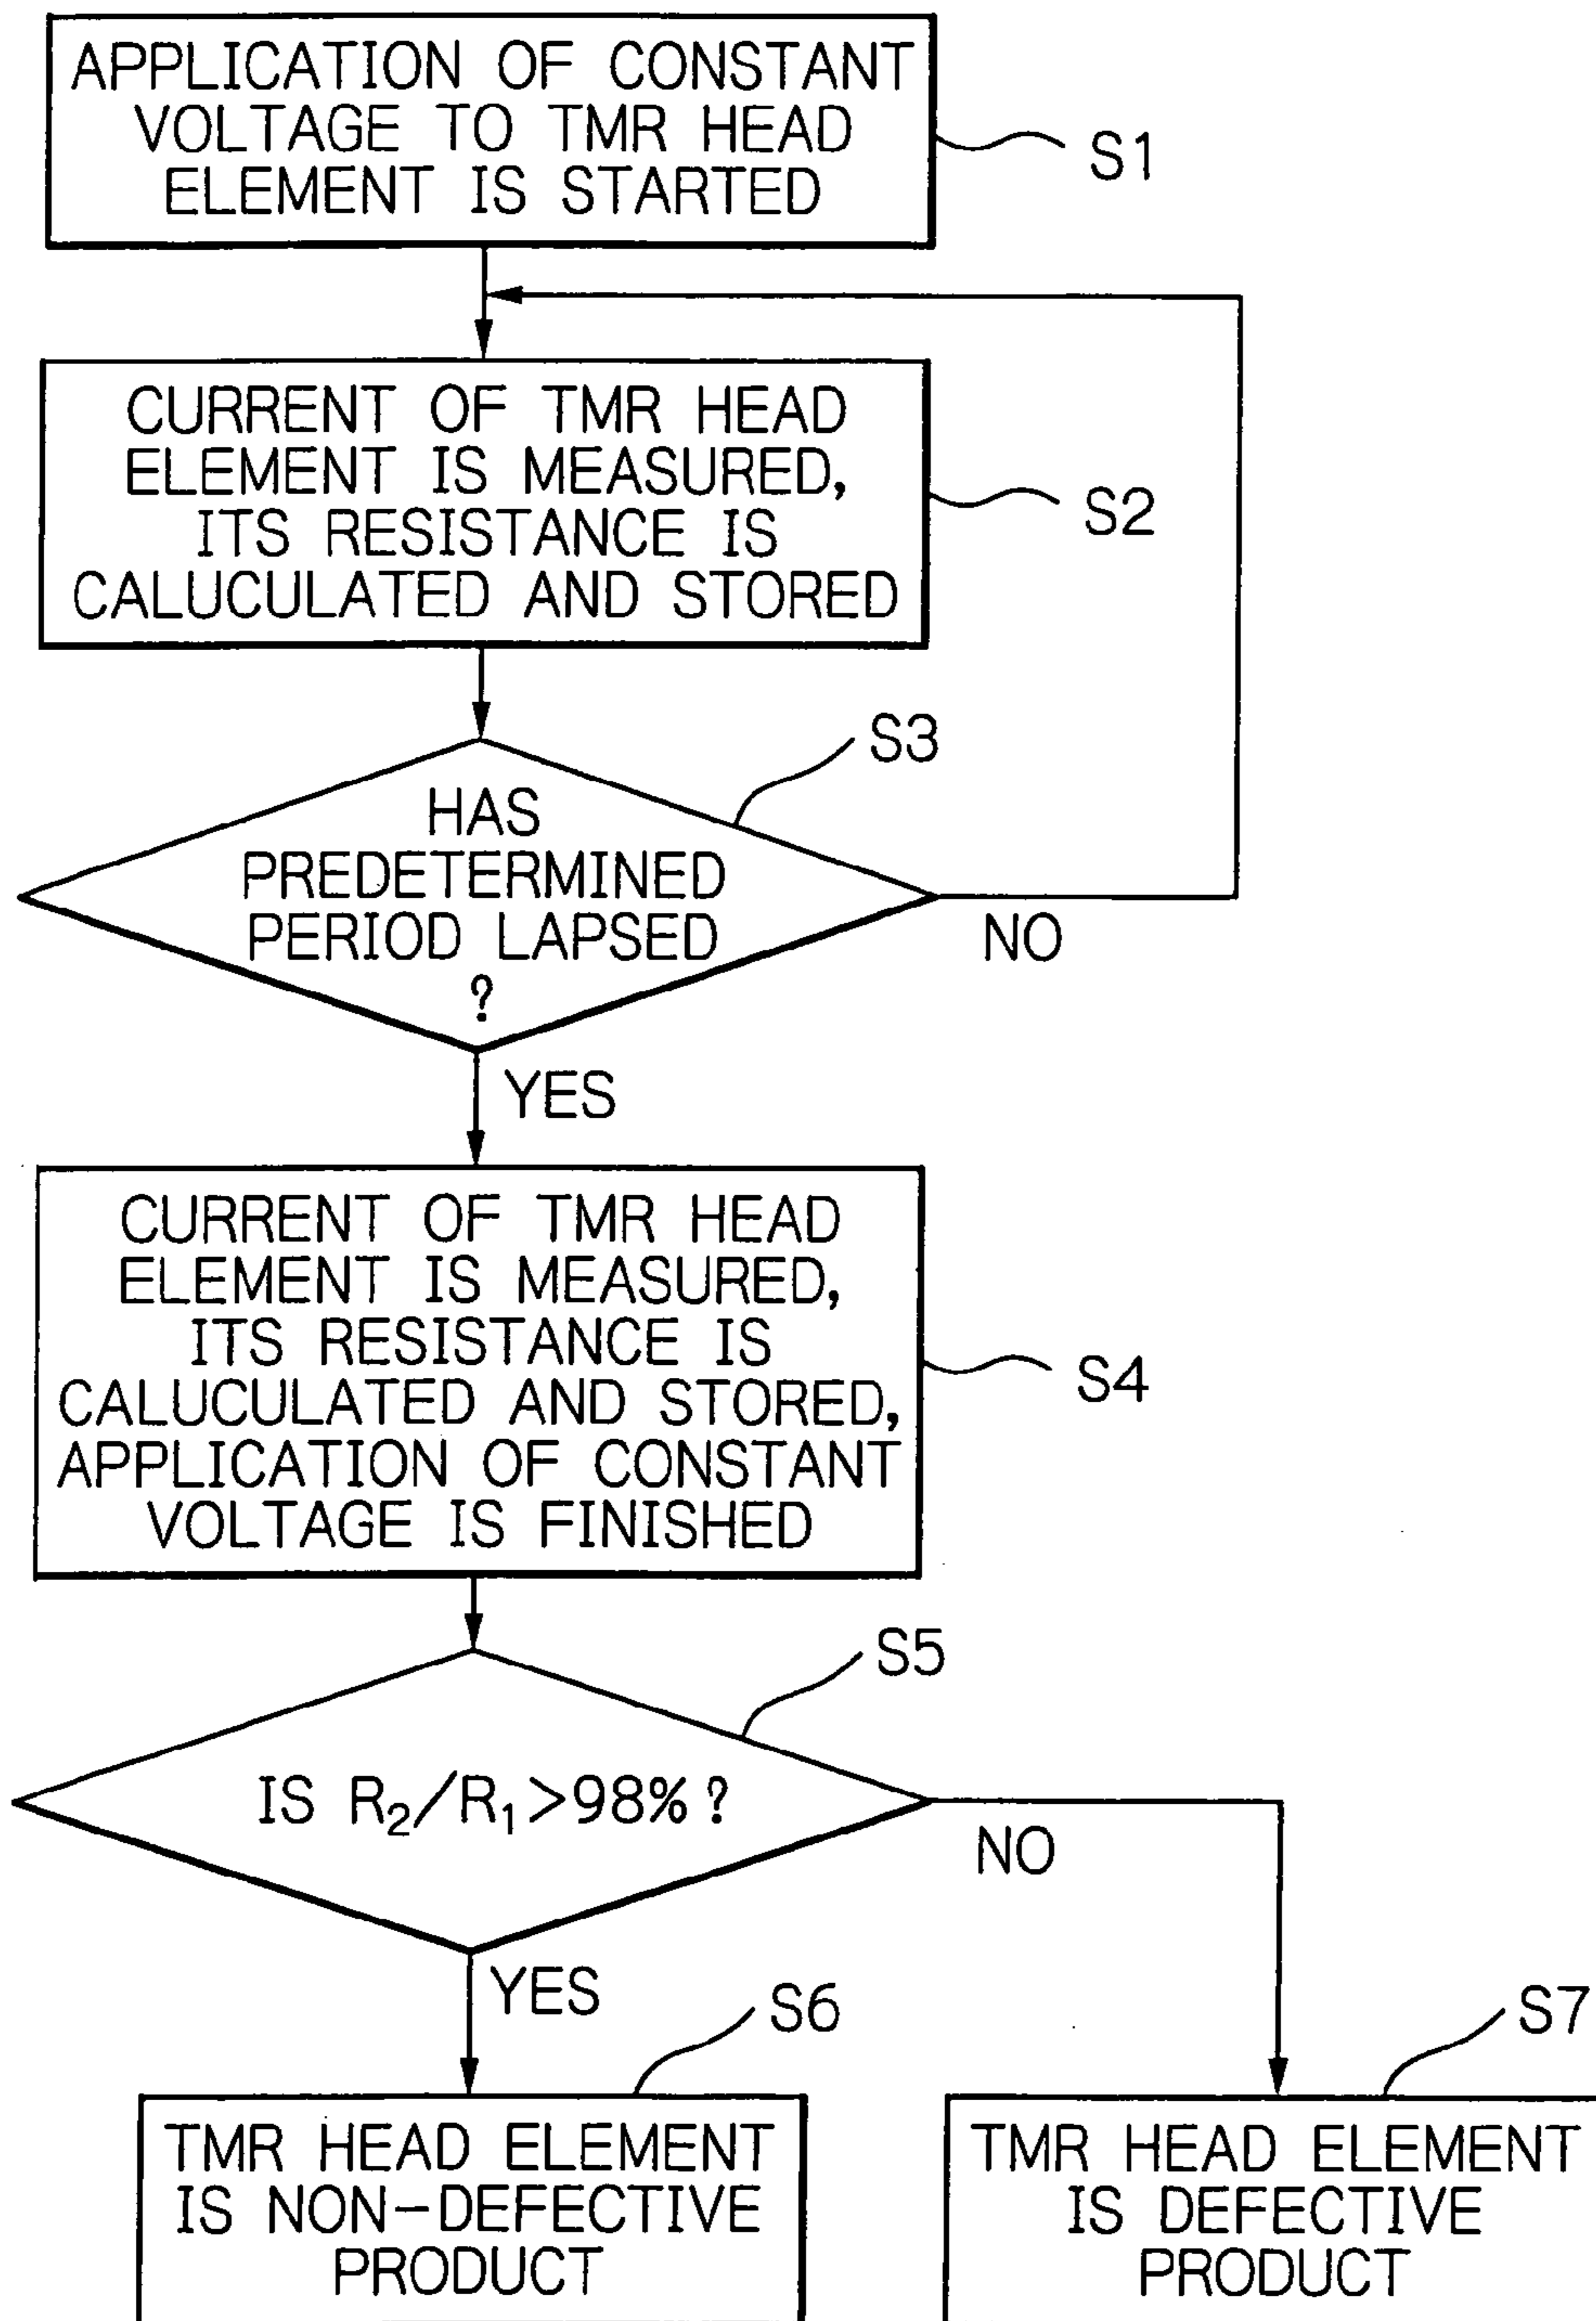 APPLICATION OF CONSTANT
VOLTAGE TO TMR HEAD
ELEMENT IS STARTED
S1
CURRENT OF TMR HEAD
ELEMENT IS MEASURED,
ITS RESISTANCE IS
CALUCULATED AND STORED
S2
S3
HAS
PREDETERMINED
PERIOD LAPSED
?
NO
YES
CURRENT OF TMR HEAD
ELEMENT IS MEASURED,
ITS RESISTANCE IS
CALUCULATED AND STORED,
APPLICATION OF CONSTANT
VOLTAGE IS FINISHED
S4
S5
IS R₂/R₁>98%?
NO
YES
S6
S7
TMR HEAD ELEMENT
IS NON-DEFECTIVE
PRODUCT
TMR HEAD ELEMENT
IS DEFECTIVE
PRODUCT